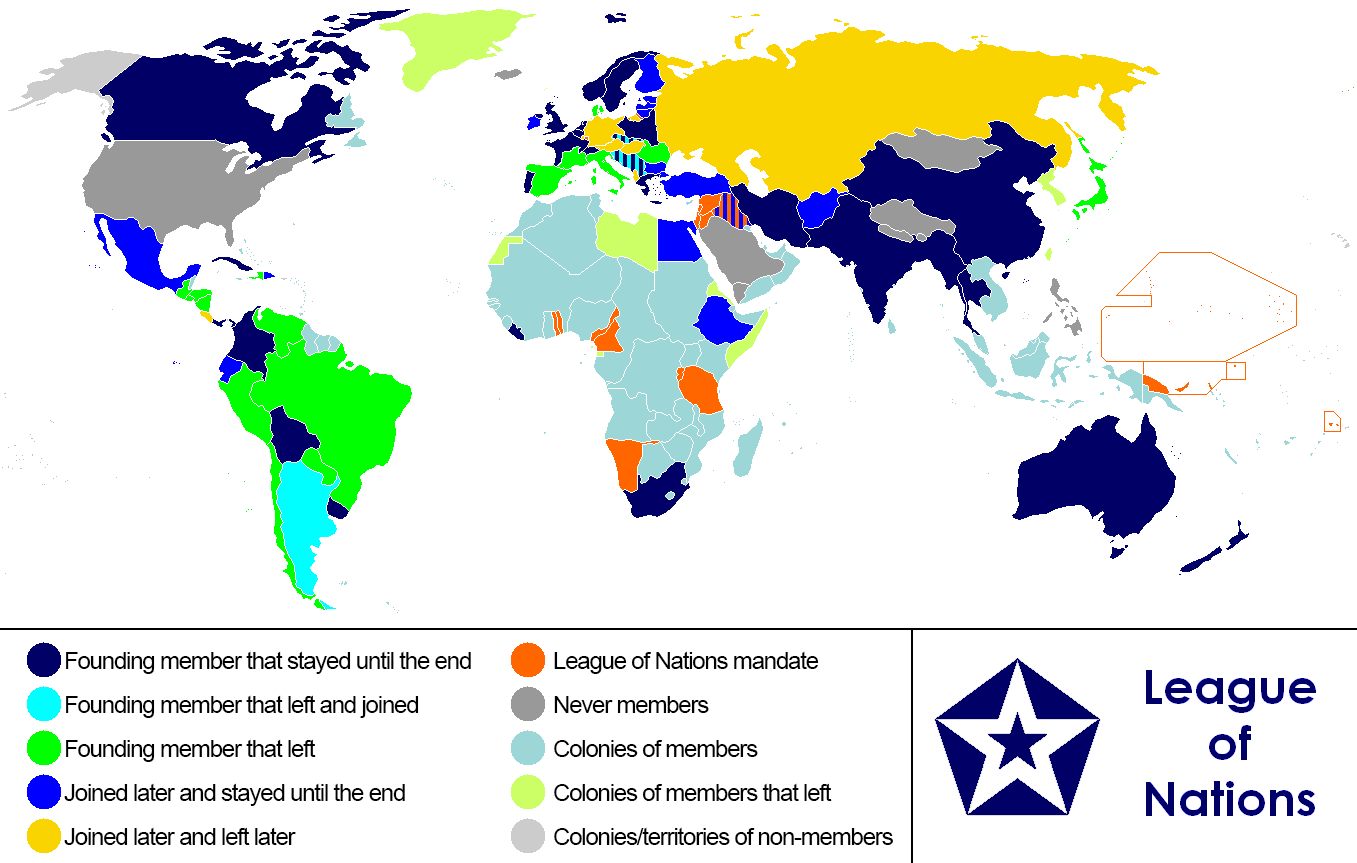 Founding member that stayed until the end
Founding member that left and joined
Founding member that left
Joined later and stayed until the end
Joined later and left later
League of Nations mandate
Never members
Colonies of members
Colonies of members that left
Colonies/territories of non-members
League
of
Nations